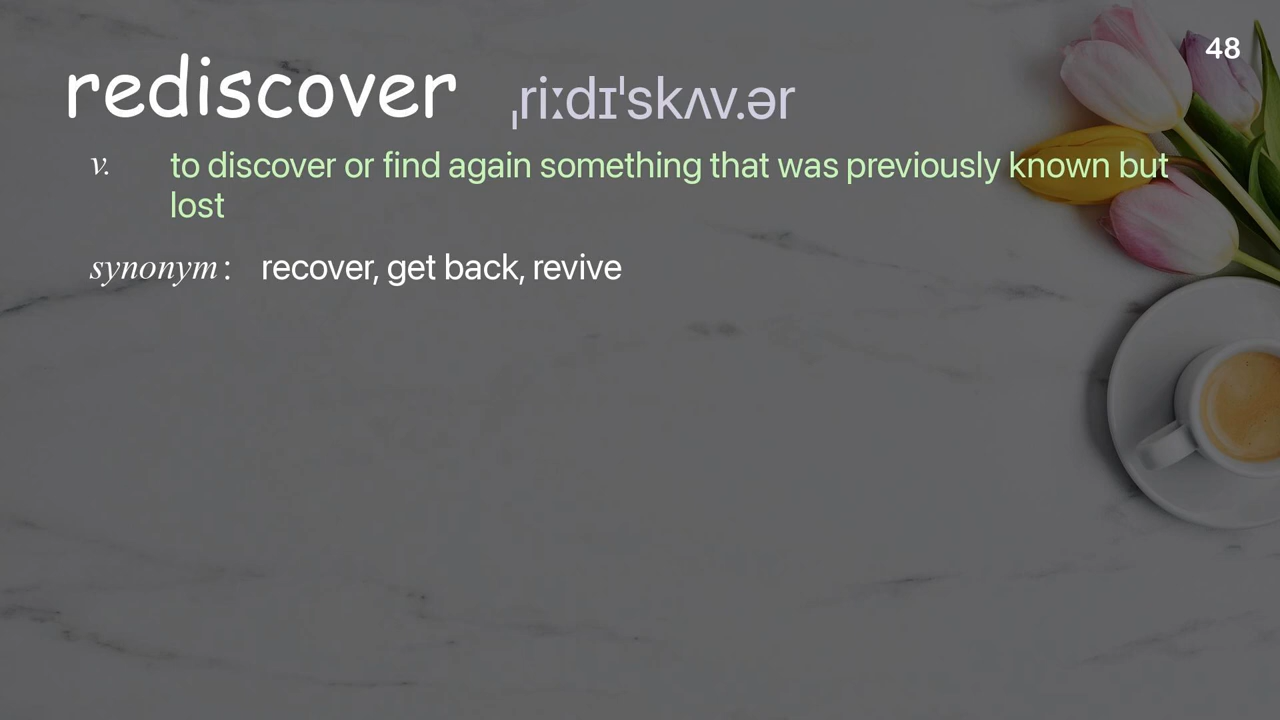 48
rediscover ˌriːdɪˈskʌv.ər
v. to discover or find again something that was previously known but
lost
synonym: recover, get back, revive